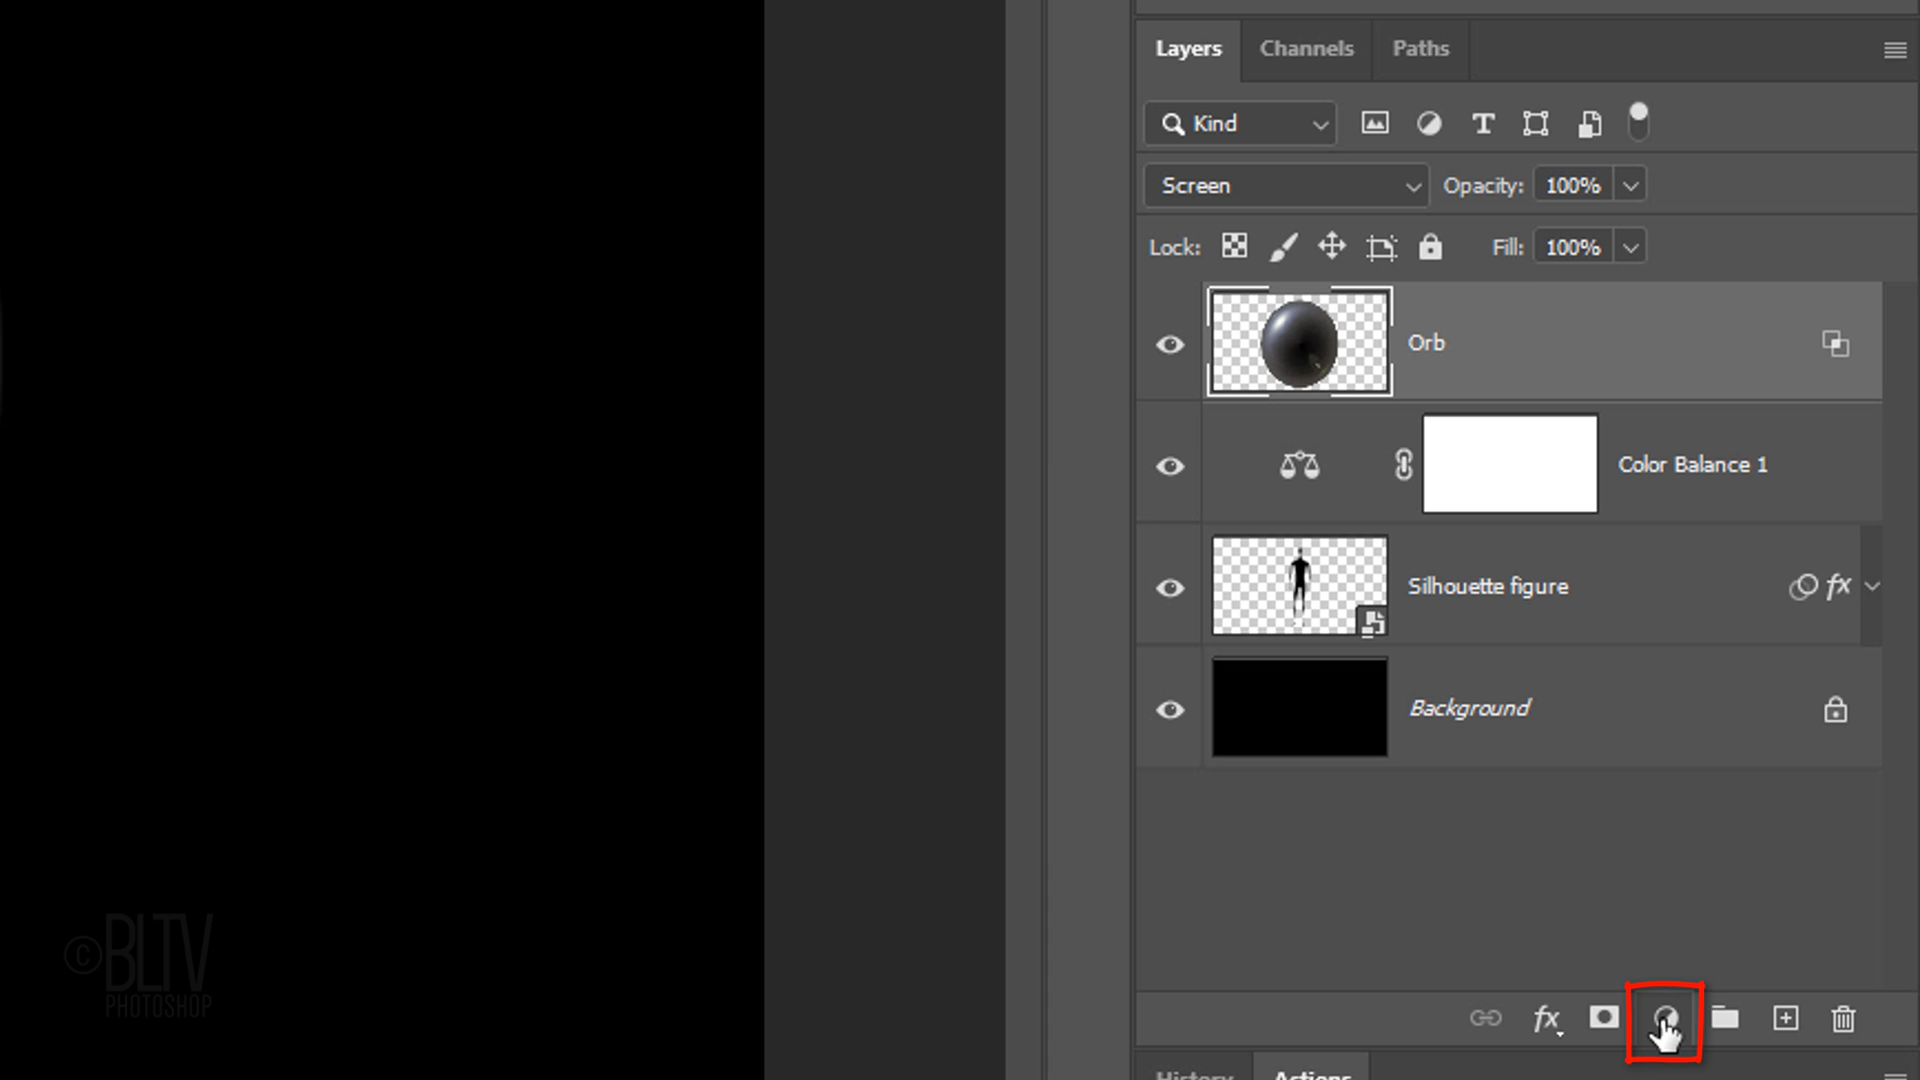 Layers Channels Paths
Kind T
Screen Opacity: 100%
Lock: Fill: 100%
Orb
Color Balance 1
Silhouette figure fx
Background
fx
© BLTV
PHOTOSHOP
History Actions